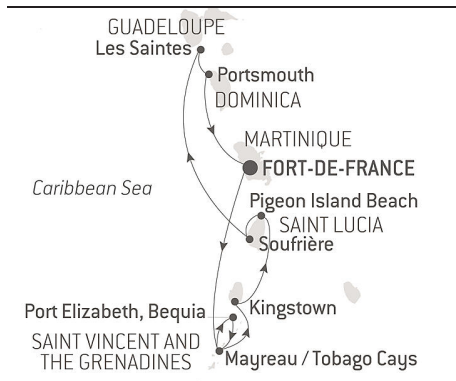 GUADELOUPE
Les Saintes
Portsmouth
DOMINICA
MARTINIQUE
FORT-DE-FRANCE
Caribbean Sea
Pigeon Island Beach
SAINT LUCIA
Soufrière
Kingstown
Port Elizabeth, Bequia
SAINT VINCENT AND
THE GRENADINES
Mayreau / Tobago Cays